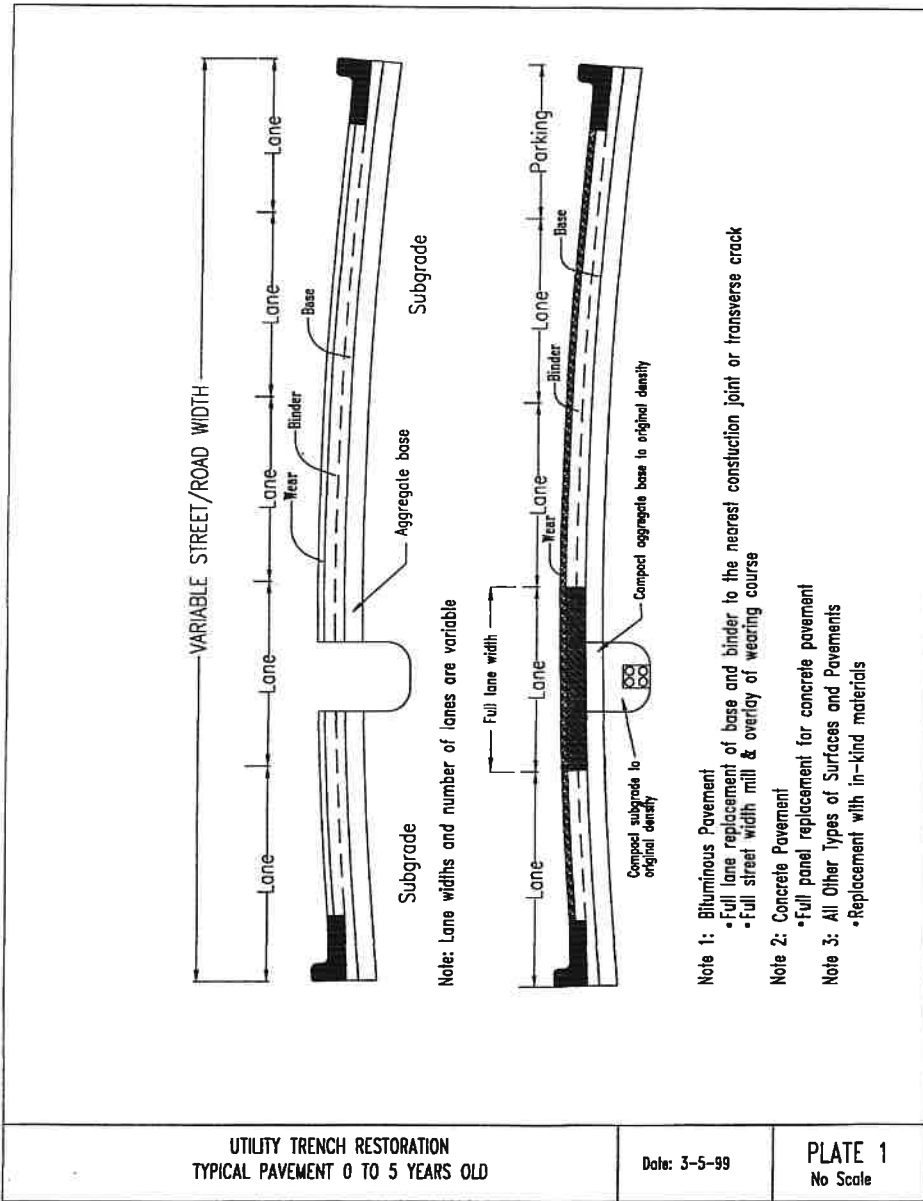 VARIABLE STREET/ROAD WIDTH
Lane
Lane
Lane
Lane
Lane
Wear
Binder
Base
Aggregate base
Subgrade
Subgrade
Note: Lane widths and number of lanes are variable
Full lane width
Lane
Lane
Lane
Lane
Parking
Wear
Binder
Base
Compact subgrade to
original density
Compact aggregate base to original density
Note 1: Bituminous Pavement
•Full lane replacement of base and binder to the nearest constuction joint or transverse crack
•Full street width mill & overlay of wearing course
Note 2: Concrete Pavement
•Full panel replacement for concrete pavement
Note 3: All Other Types of Surfaces and Pavements
•Replacement with in-kind materials
UTILITY TRENCH RESTORATION
TYPICAL PAVEMENT 0 TO 5 YEARS OLD
Date: 3-5-99
PLATE 1
No Scale